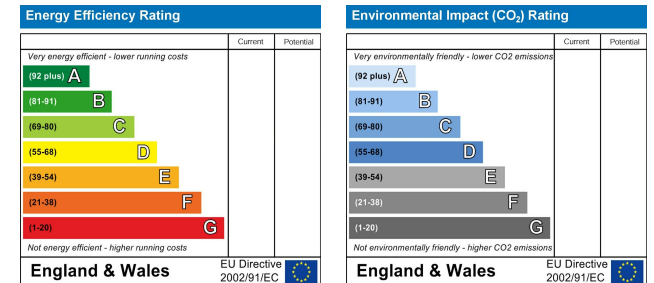 Energy Efficiency Rating
Current Potential
Very energy efficient - lower running costs
(92 plus) A
(81-91) B
(69-80) C
(55-68) D
(39-54) E
(21-38) F
(1-20) G
Not energy efficient - higher running costs
England & Wales
EU Directive
2002/91/EC
Environmental Impact (CO₂) Rating
Current Potential
Very environmentally friendly - lower CO2 emissions
(92 plus) A
(81-91) B
(69-80) C
(55-68) D
(39-54) E
(21-38) F
(1-20) G
Not environmentally friendly - higher CO2 emissions
England & Wales
EU Directive
2002/91/EC